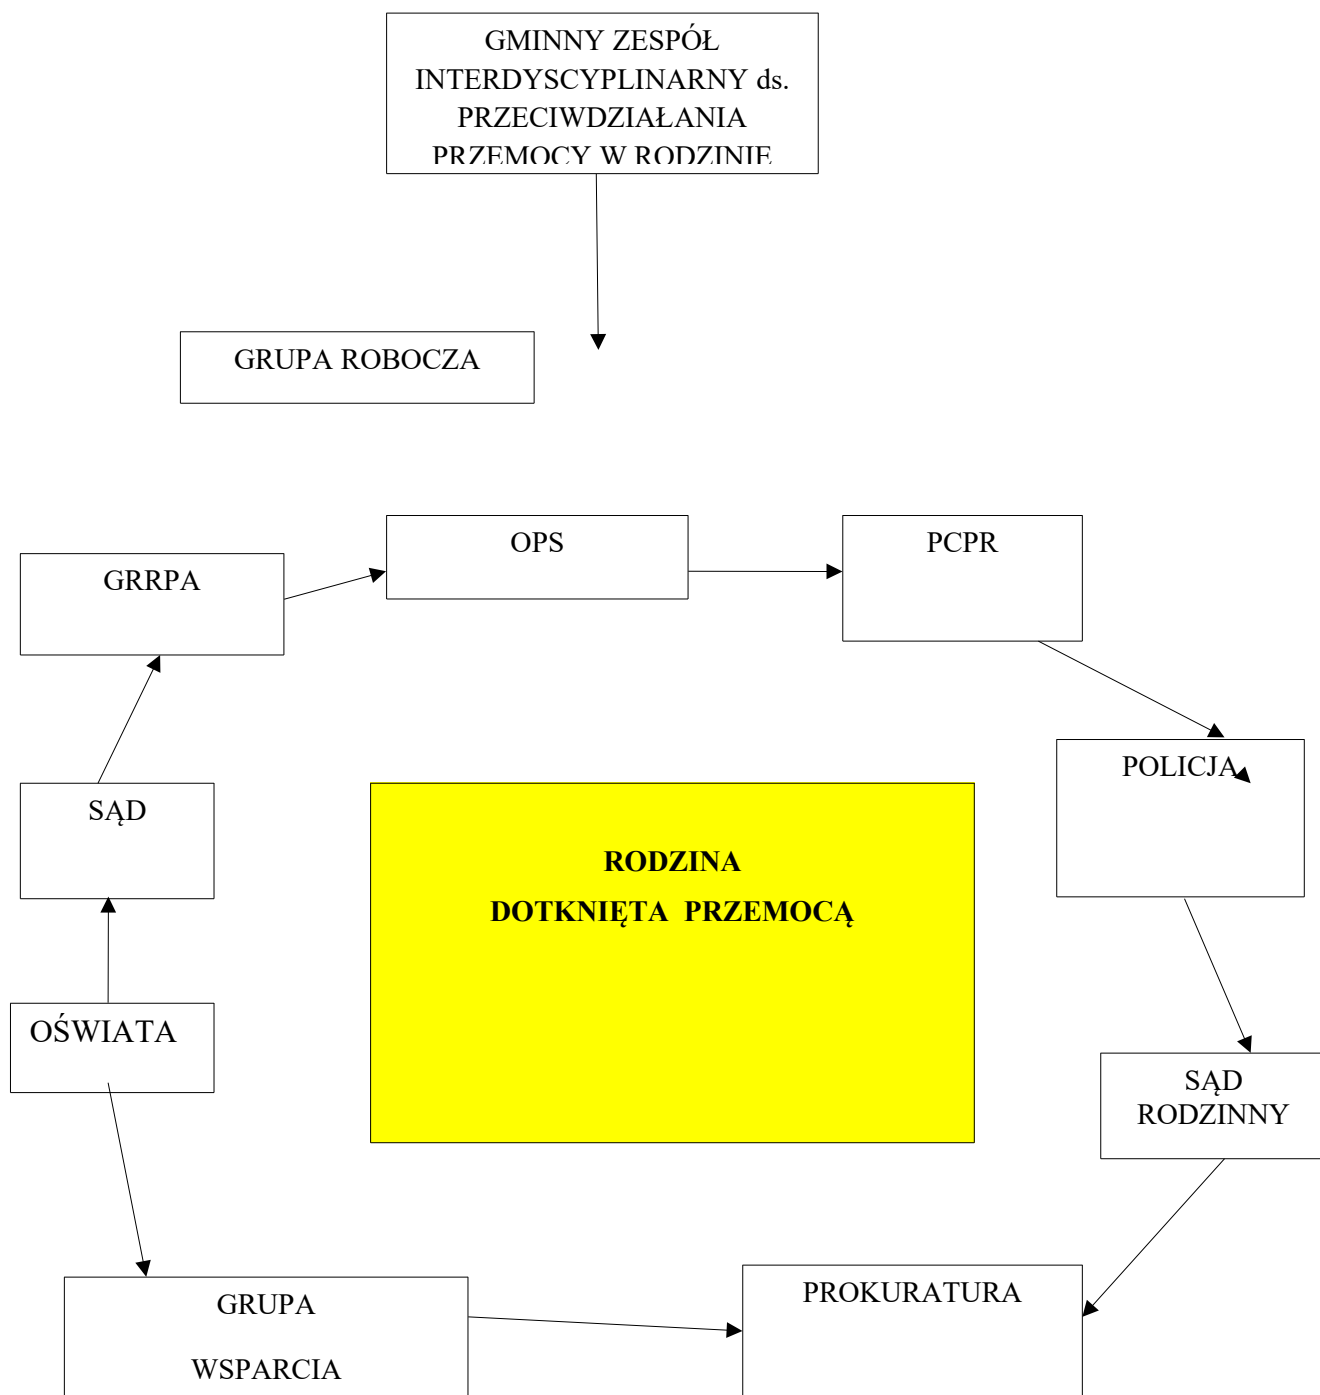 GMINNY ZESPÓŁ
INTERDYSCYPLINARNY ds.
PRZECIWDZIAŁANIA
PRZEMOCY W RODZINIE
GRUPA ROBOCZA
OPS
PCPR
GRRPA
POLICJA
SĄD
RODZINA
DOTKNIĘTA PRZEMOCĄ
OŚWIATA
SĄD
RODZINNY
GRUPA
WSPARCIA
PROKURATURA